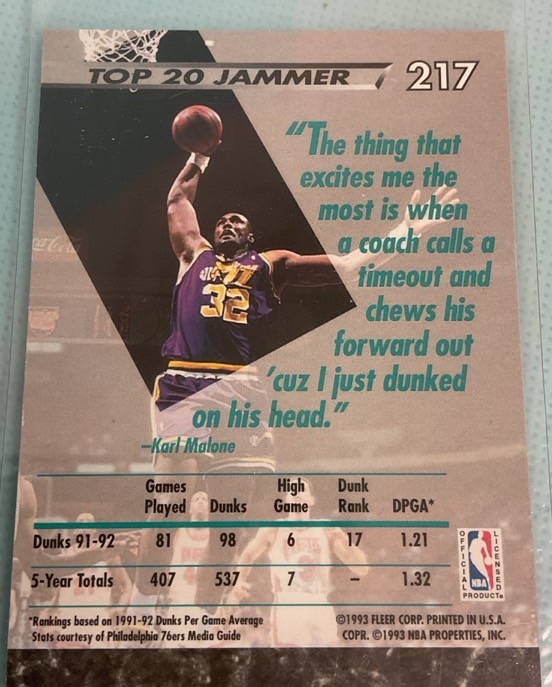 TOP 20 JAMMER 217
"The thing that
excites me the
most is when
a coach calls a
timeout and
chews his
forward out
'cuz I just dunked
on his head."
–Karl Malone
Coca-Cola
32
Games Played Dunks High Game Dunk Rank DPGA*
Dunks 91-92 81 98 6 17 1.21
5-Year Totals 407 537 7 – 1.32
*Rankings based on 1991-92 Dunks Per Game Average
Stats courtesy of Philadelphia 76ers Media Guide
OFFICIAL LICENSED
NBA
PRODUCT®
©1993 FLEER CORP. PRINTED IN U.S.A.
COPR. ©1993 NBA PROPERTIES, INC.